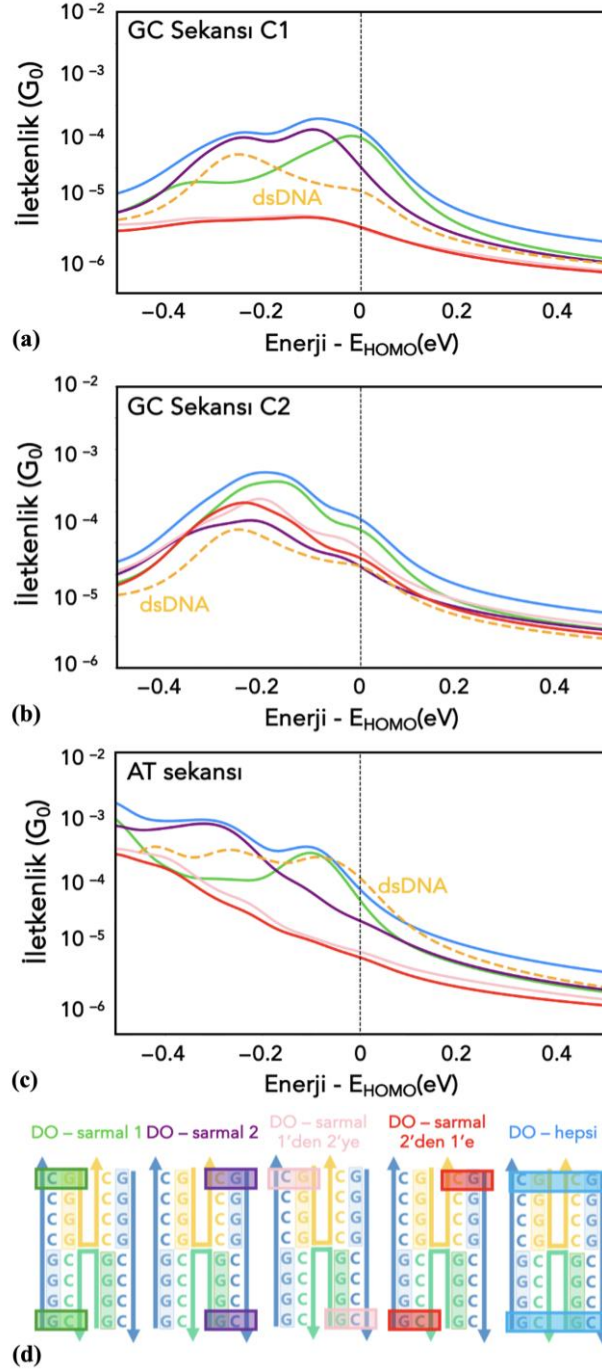 GC Sekansı C1
10⁻²
10⁻³
10⁻⁴
10⁻⁵
10⁻⁶
İletkenlik (G₀)
dsDNA
−0.4 −0.2 0 0.2 0.4
Enerji - E_HOMO(eV)
(a)
GC Sekansı C2
10⁻²
10⁻³
10⁻⁴
10⁻⁵
10⁻⁶
İletkenlik (G₀)
dsDNA
−0.4 −0.2 0 0.2 0.4
Enerji - E_HOMO(eV)
(b)
AT sekansı
10⁻²
10⁻³
10⁻⁴
10⁻⁵
10⁻⁶
İletkenlik (G₀)
dsDNA
−0.4 −0.2 0 0.2 0.4
Enerji - E_HOMO(eV)
(c)
DO – sarmal 1
DO – sarmal 2
DO – sarmal
1'den 2'ye
DO – sarmal
2'den 1'e
DO – hepsi
C G C G C G C G C G C G C G C G C G C G
C G C G C G C G C G C G C G C G C G C G
C G C G C G C G C G C G C G C G C G C G
C G C G C G C G C G C G C G C G C G C G
G C G C G C G C G C G C G C G C G C G C
G C G C G C G C G C G C G C G C G C G C
G C G C G C G C G C G C G C G C G C G C
G C G C G C G C G C G C G C G C G C G C
(d)